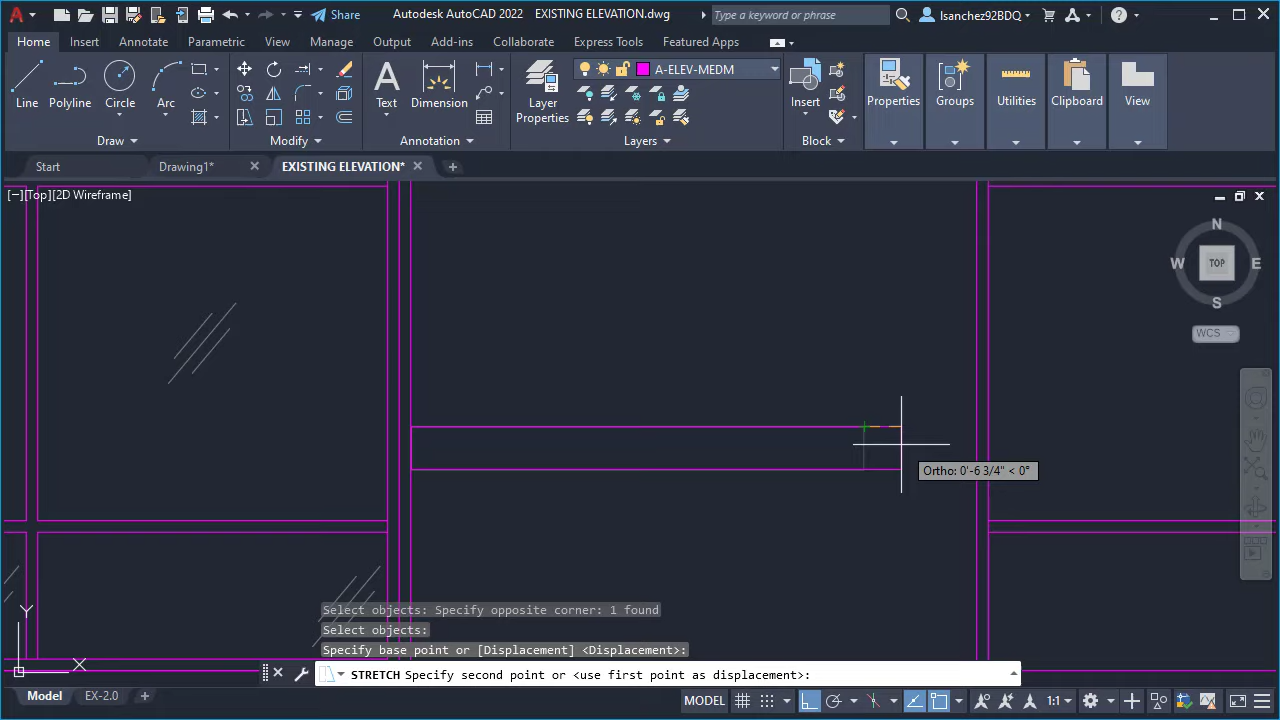 Share
Autodesk AutoCAD 2022 EXISTING ELEVATION.dwg
Type a keyword or phrase
lsanchez92BDQ
Home Insert Annotate Parametric View Manage Output Add-ins Collaborate Express Tools Featured Apps
A-ELEV-MEDM
Line Polyline Circle Arc
Text Dimension
Layer Properties
Insert
Properties Groups Utilities Clipboard View
Draw Modify Annotation Layers Block
Start Drawing1* EXISTING ELEVATION*
[−][Top][2D Wireframe]
N
W TOP E
S
WCS
Ortho: 0'-6 3/4" < 0°
Select objects: Specify opposite corner: 1 found
Select objects:
Specify base point or [Displacement] <Displacement>:
STRETCH Specify second point or <use first point as displacement>:
Y
X
Model EX-2.0
MODEL
1:1